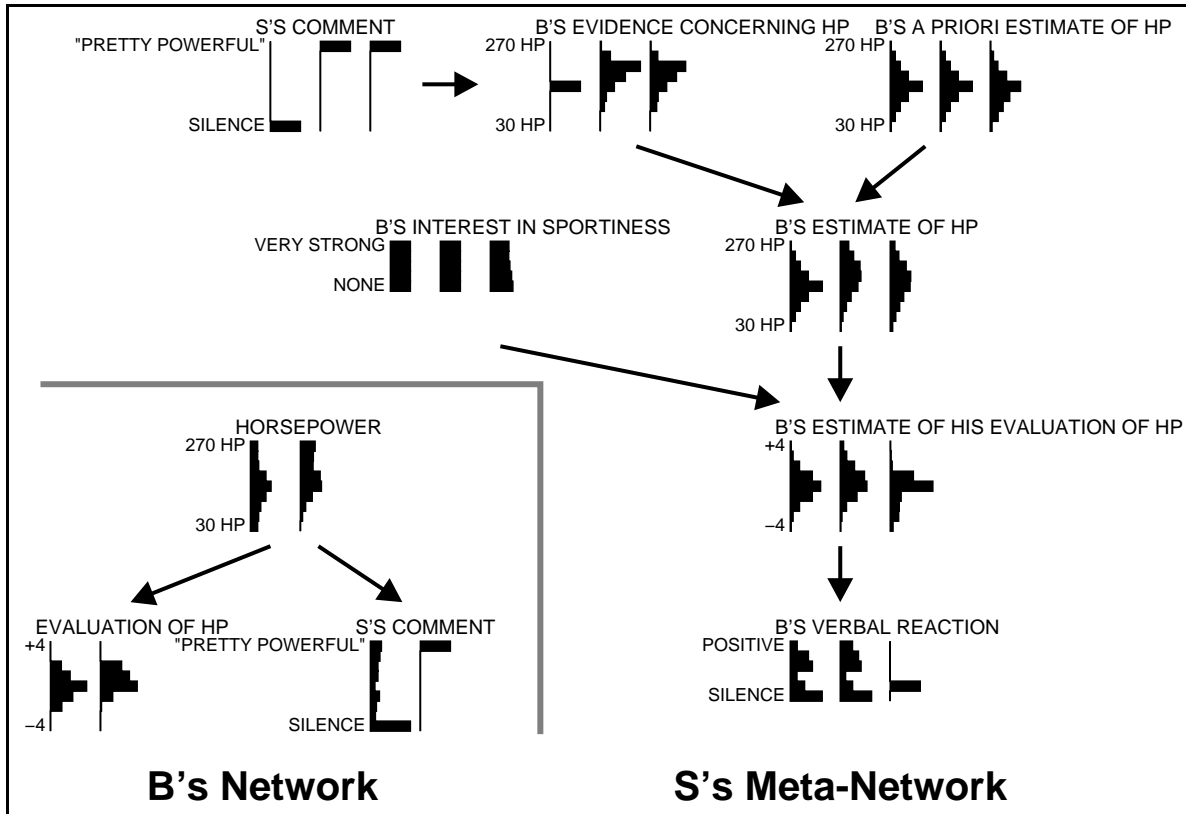 S'S COMMENT
"PRETTY POWERFUL"
SILENCE
B'S EVIDENCE CONCERNING HP
270 HP
30 HP
B'S A PRIORI ESTIMATE OF HP
270 HP
30 HP
B'S INTEREST IN SPORTINESS
VERY STRONG
NONE
B'S ESTIMATE OF HP
270 HP
30 HP
HORSEPOWER
270 HP
30 HP
B'S ESTIMATE OF HIS EVALUATION OF HP
+4
−4
EVALUATION OF HP
+4
−4
S'S COMMENT
"PRETTY POWERFUL"
SILENCE
B'S VERBAL REACTION
POSITIVE
SILENCE
B's Network
S's Meta-Network